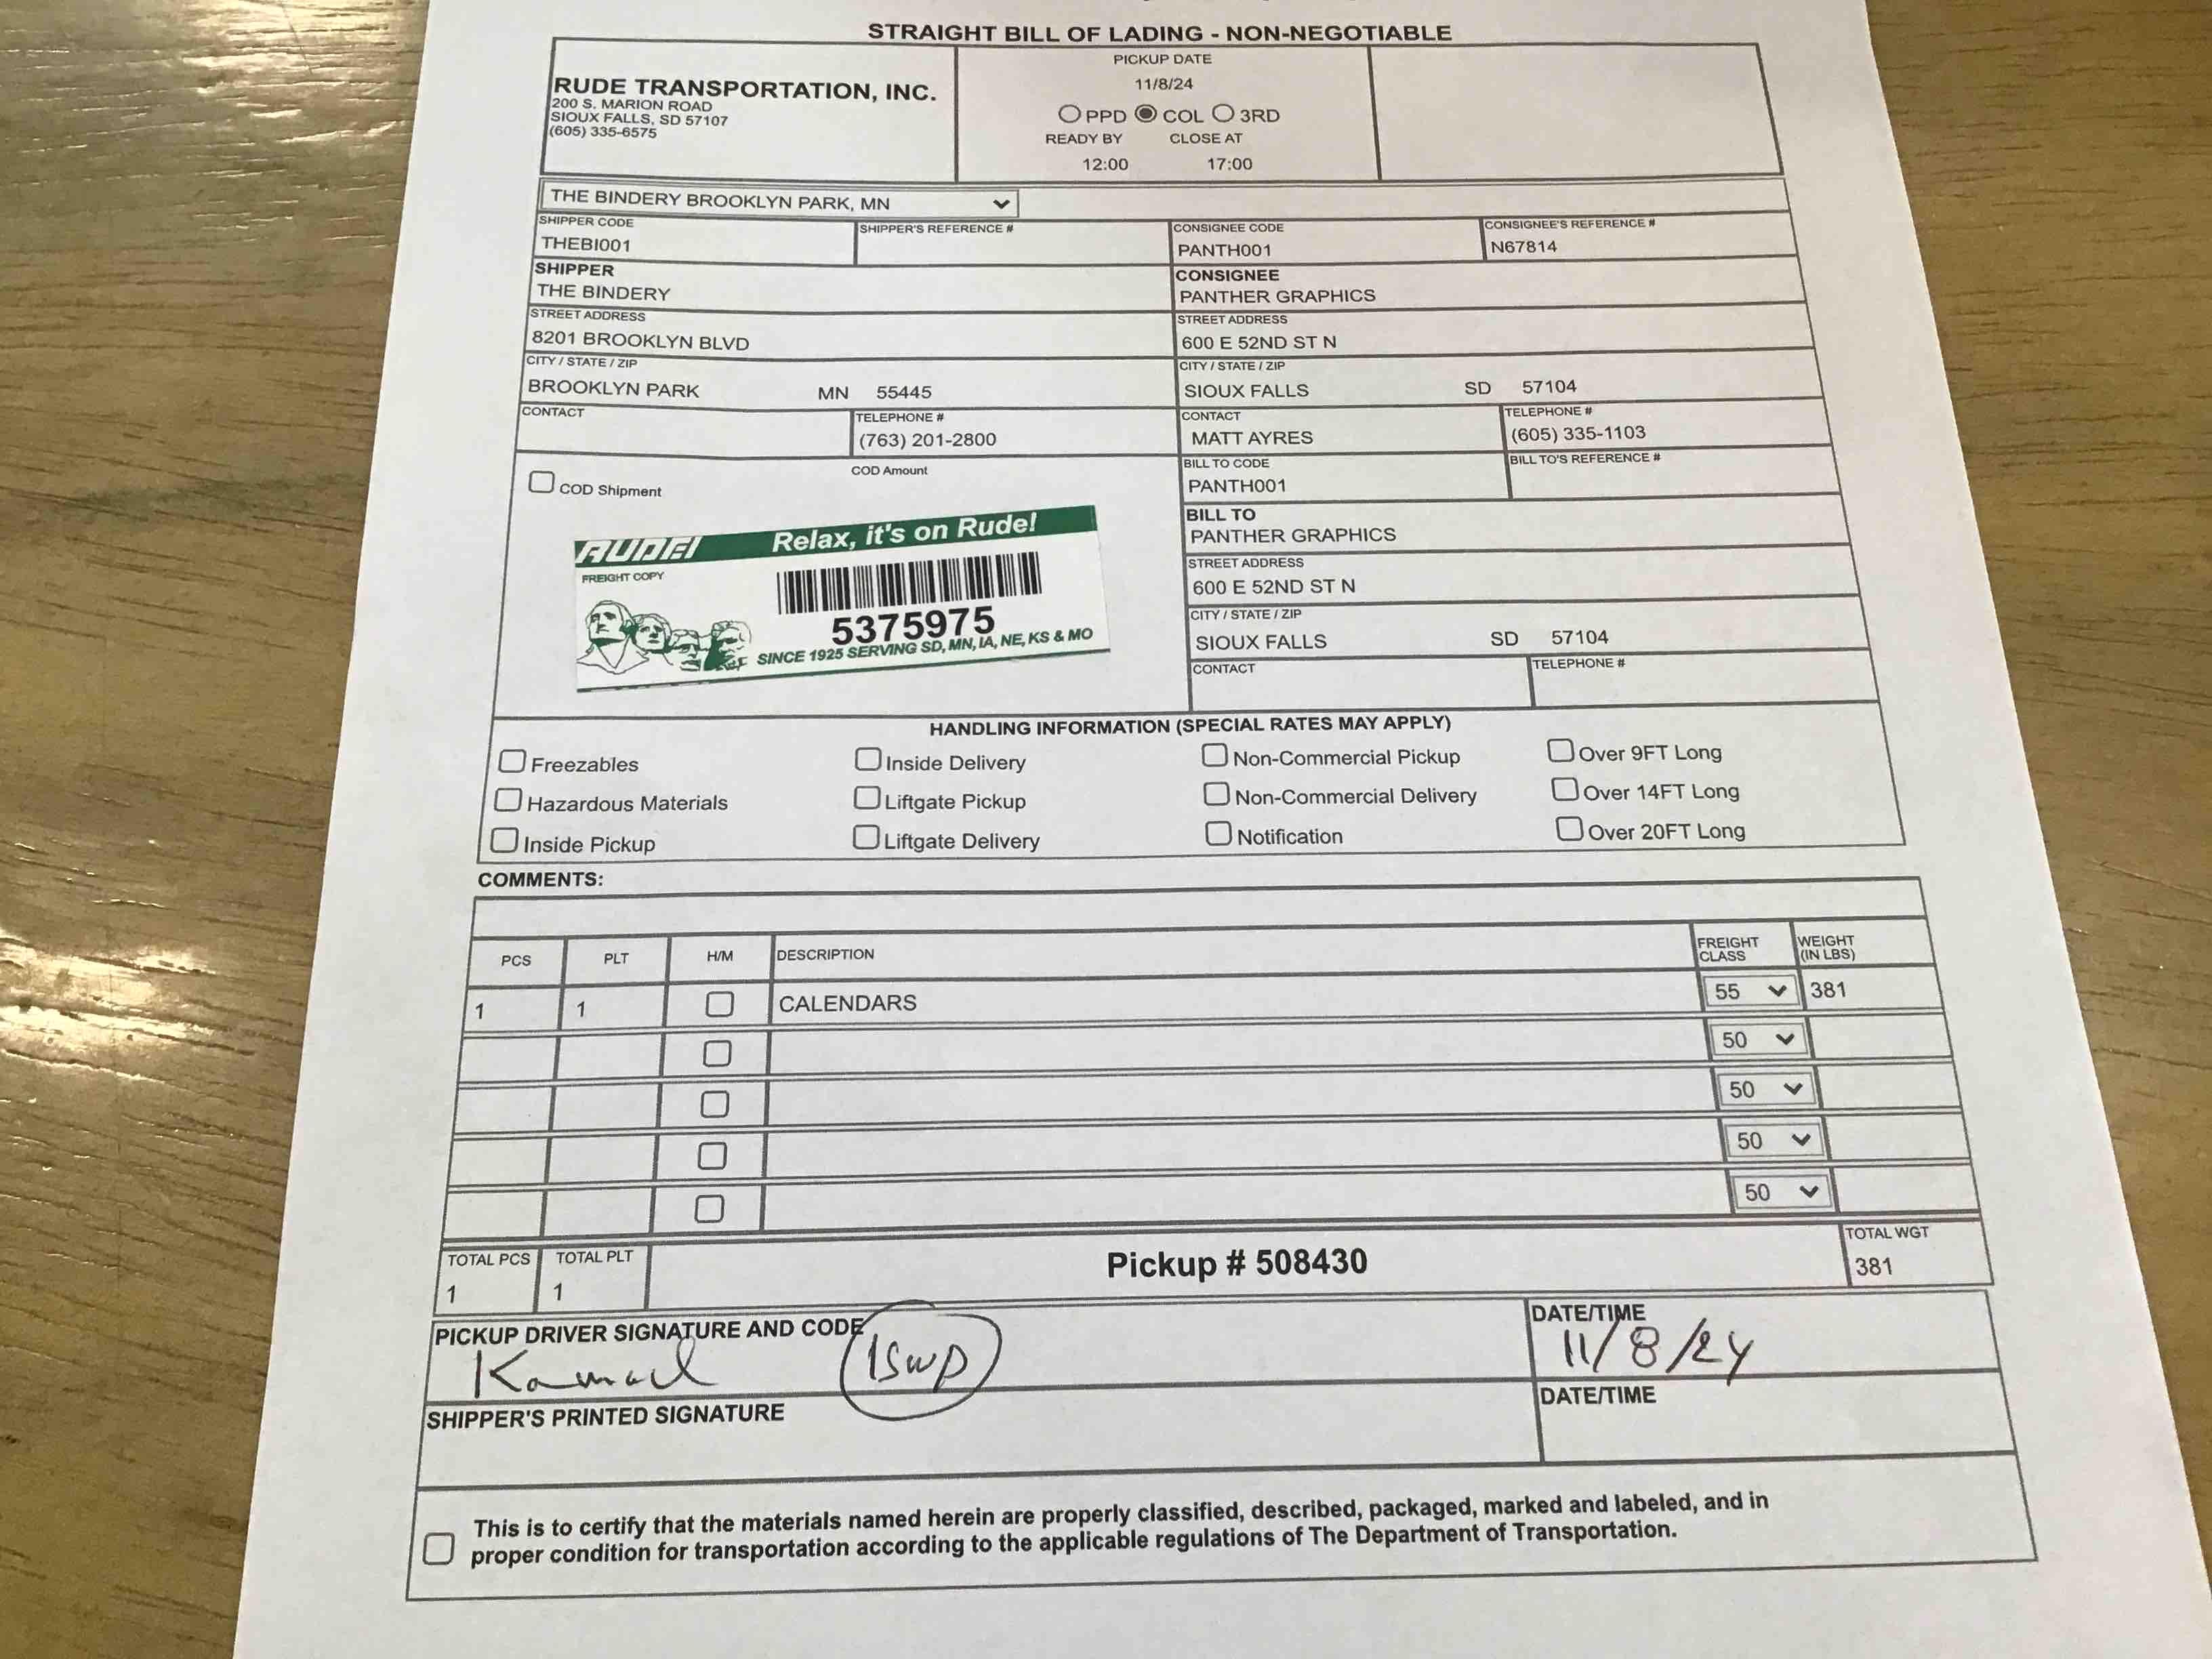 STRAIGHT BILL OF LADING - NON-NEGOTIABLE
RUDE TRANSPORTATION, INC.
200 S. MARION ROAD
SIOUX FALLS, SD 57107
(605) 335-6575
PICKUP DATE
11/8/24
PPD COL 3RD
READY BY CLOSE AT
12:00 17:00
THE BINDERY BROOKLYN PARK, MN
SHIPPER CODE SHIPPER'S REFERENCE # CONSIGNEE CODE CONSIGNEE'S REFERENCE #
THEBI001 PANTH001 N67814
SHIPPER CONSIGNEE
THE BINDERY PANTHER GRAPHICS
STREET ADDRESS STREET ADDRESS
8201 BROOKLYN BLVD 600 E 52ND ST N
CITY / STATE / ZIP CITY / STATE / ZIP
BROOKLYN PARK MN 55445 SIOUX FALLS SD 57104
CONTACT TELEPHONE # CONTACT TELEPHONE #
(763) 201-2800 MATT AYRES (605) 335-1103
COD Shipment COD Amount
RUDE! Relax, it's on Rude!
FREIGHT COPY
5375975
SINCE 1925 SERVING SD, MN, IA, NE, KS & MO
BILL TO CODE BILL TO'S REFERENCE #
PANTH001
BILL TO
PANTHER GRAPHICS
STREET ADDRESS
600 E 52ND ST N
CITY / STATE / ZIP
SIOUX FALLS SD 57104
CONTACT TELEPHONE #
HANDLING INFORMATION (SPECIAL RATES MAY APPLY)
Freezables Inside Delivery Non-Commercial Pickup Over 9FT Long
Hazardous Materials Liftgate Pickup Non-Commercial Delivery Over 14FT Long
Inside Pickup Liftgate Delivery Notification Over 20FT Long
COMMENTS:
PCS PLT H/M DESCRIPTION FREIGHT CLASS WEIGHT (IN LBS)
1 1 CALENDARS 55 381
50
50
50
50
TOTAL PCS TOTAL PLT Pickup # 508430 TOTAL WGT
1 1 381
PICKUP DRIVER SIGNATURE AND CODE DATE/TIME
11/8/24
SHIPPER'S PRINTED SIGNATURE DATE/TIME
This is to certify that the materials named herein are properly classified, described, packaged, marked and labeled, and in
proper condition for transportation according to the applicable regulations of The Department of Transportation.